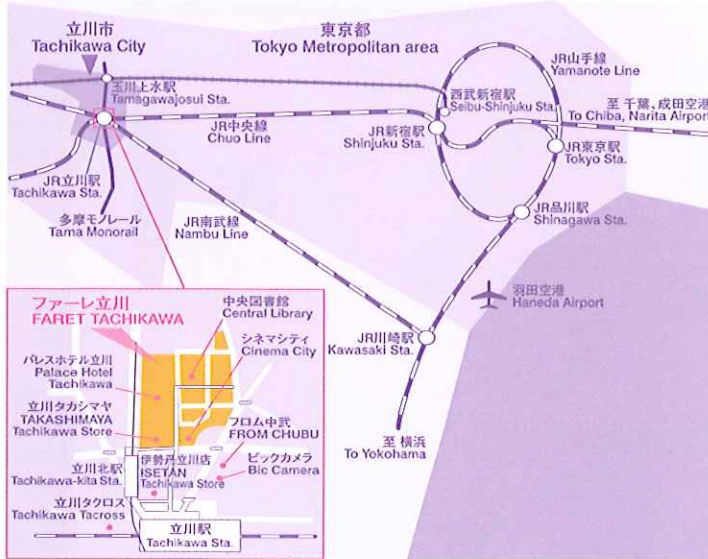 立川市
Tachikawa City
東京都
Tokyo Metropolitan area
玉川上水駅
Tamagawajosui Sta.
西武新宿駅
Seibu-Shinjuku Sta.
JR山手線
Yamanote Line
至 千葉、成田空港
To Chiba, Narita Airport
JR中央線
Chuo Line
JR新宿駅
Shinjuku Sta.
JR東京駅
Tokyo Sta.
JR立川駅
Tachikawa Sta.
多摩モノレール
Tama Monorail
JR南武線
Nambu Line
JR品川駅
Shinagawa Sta.
羽田空港
Haneda Airport
JR川崎駅
Kawasaki Sta.
至 横浜
To Yokohama
ファーレ立川
FARET TACHIKAWA
中央図書館
Central Library
シネマシティ
Cinema City
パレスホテル立川
Palace Hotel
Tachikawa
立川タカシマヤ
TAKASHIMAYA
Tachikawa Store
フロム中武
FROM CHUBU
ビックカメラ
Bic Camera
伊勢丹立川店
ISETAN
Tachikawa Store
立川北駅
Tachikawa-kita Sta.
立川タクロス
Tachikawa Tacross
立川駅
Tachikawa Sta.